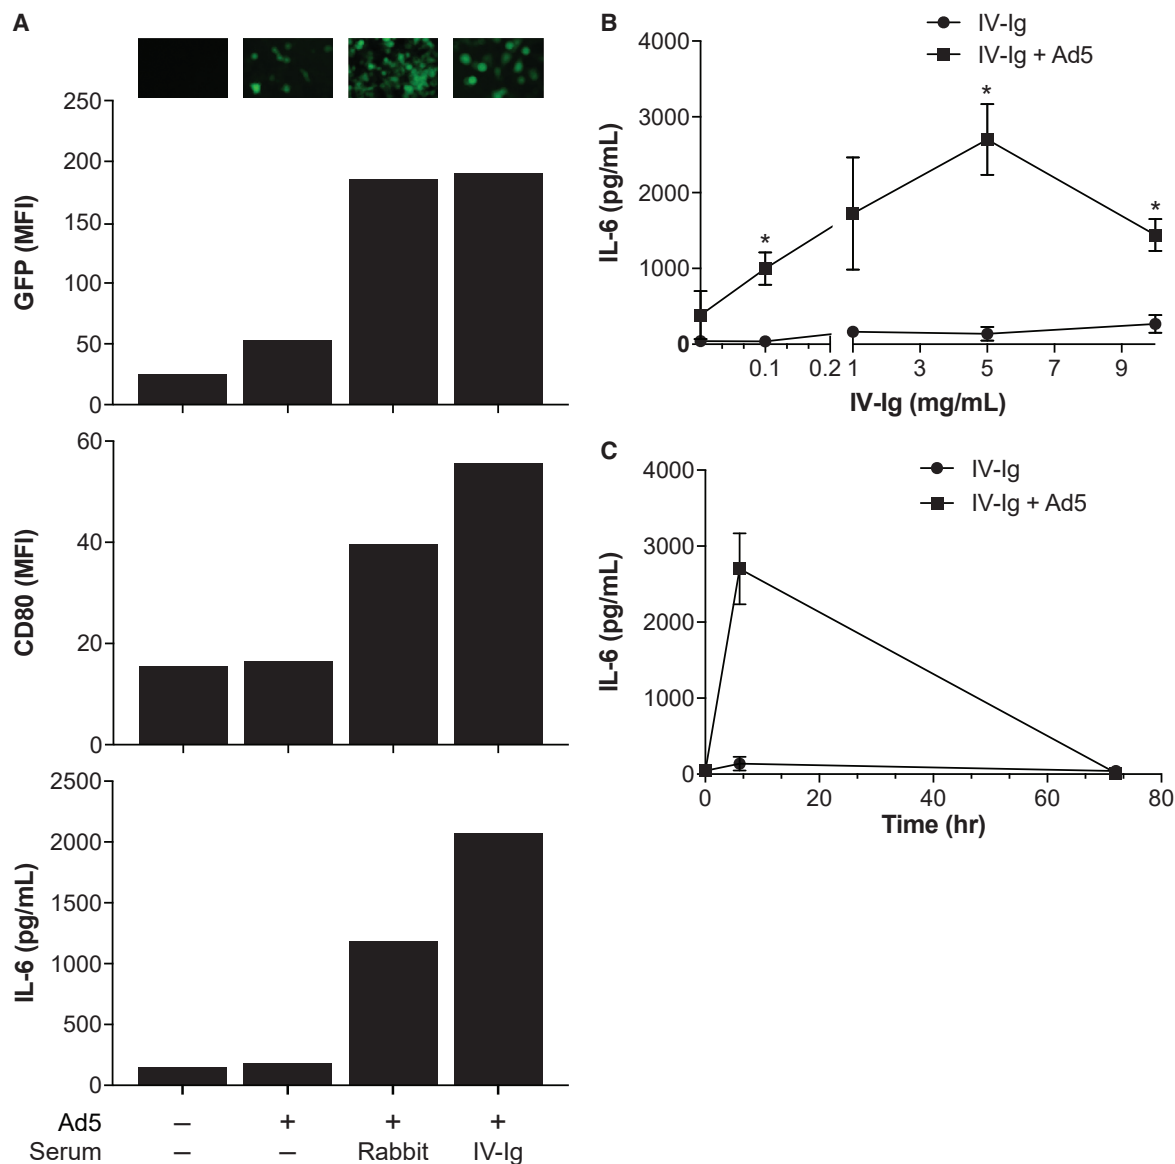 A
250
200
150
100
50
0
GFP (MFI)
60
40
20
0
CD80 (MFI)
2500
2000
1500
1000
500
0
IL-6 (pg/mL)
Ad5 – + + +
Serum – – Rabbit IV-Ig
B
IV-Ig
IV-Ig + Ad5
4000
3000
2000
1000
0
IL-6 (pg/mL)
*
*
*
0.1 0.2 1 3 5 7 9
IV-Ig (mg/mL)
C
IV-Ig
IV-Ig + Ad5
4000
3000
2000
1000
0
IL-6 (pg/mL)
0 20 40 60 80
Time (hr)